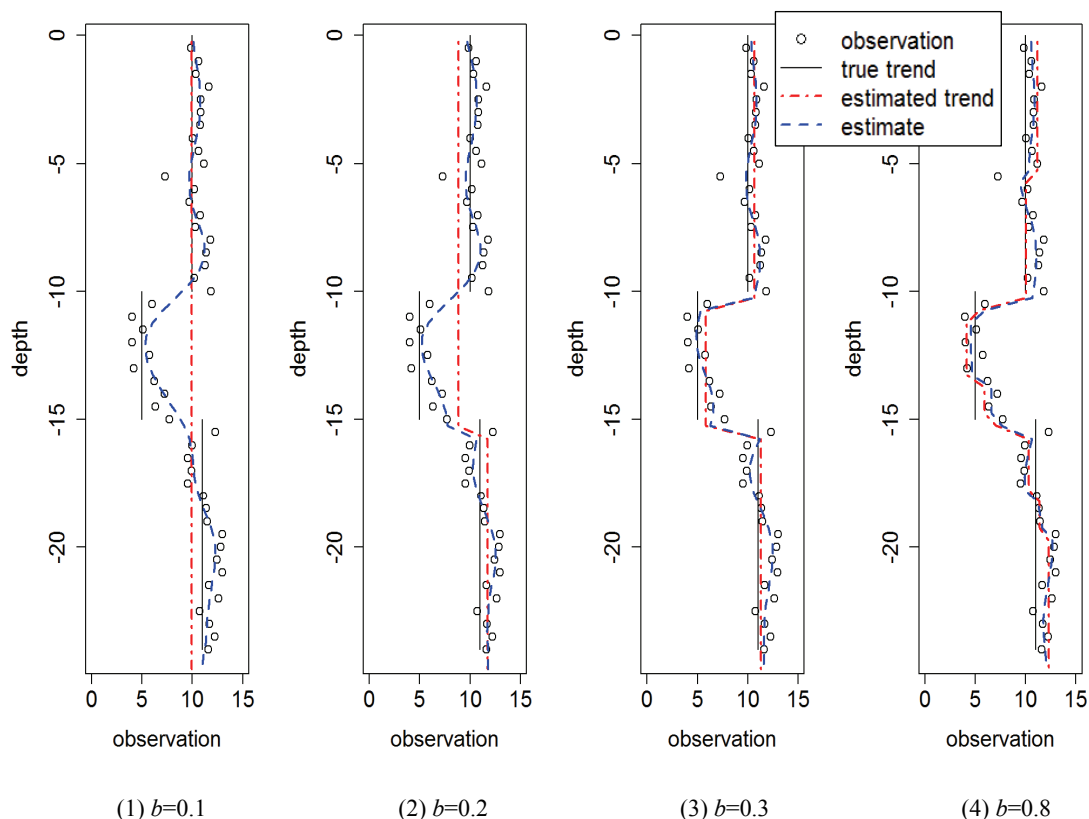 observation
true trend
estimated trend
estimate
0
-5
-10
-15
-20
depth
0 5 10 15
observation
(1) b=0.1
0
-5
-10
-15
-20
depth
0 5 10 15
observation
(2) b=0.2
0
-5
-10
-15
-20
depth
0 5 10 15
observation
(3) b=0.3
-5
-10
-15
-20
depth
0 5 10 15
observation
(4) b=0.8